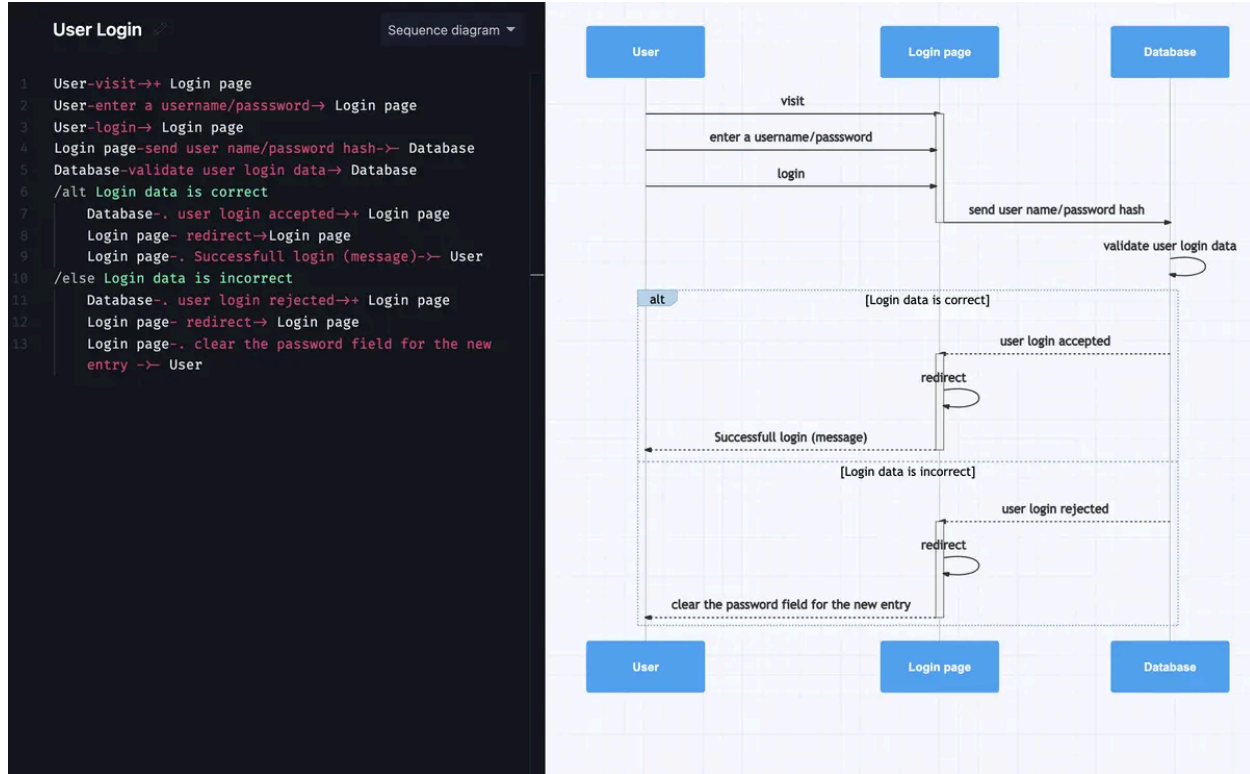 User Login
Sequence diagram
1 User-visit->+ Login page
2 User-enter a username/passsword-> Login page
3 User-login-> Login page
4 Login page-send user name/password hash->- Database
5 Database-validate user login data-> Database
6 /alt Login data is correct
7 Database-. user login accepted->+ Login page
8 Login page- redirect->Login page
9 Login page-. Successfull login (message)->- User
10 /else Login data is incorrect
11 Database-. user login rejected->+ Login page
12 Login page- redirect-> Login page
13 Login page-. clear the password field for the new
entry ->- User
User
Login page
Database
visit
enter a username/passsword
login
send user name/password hash
validate user login data
alt
[Login data is correct]
user login accepted
redirect
Successfull login (message)
[Login data is incorrect]
user login rejected
redirect
clear the password field for the new entry
User
Login page
Database